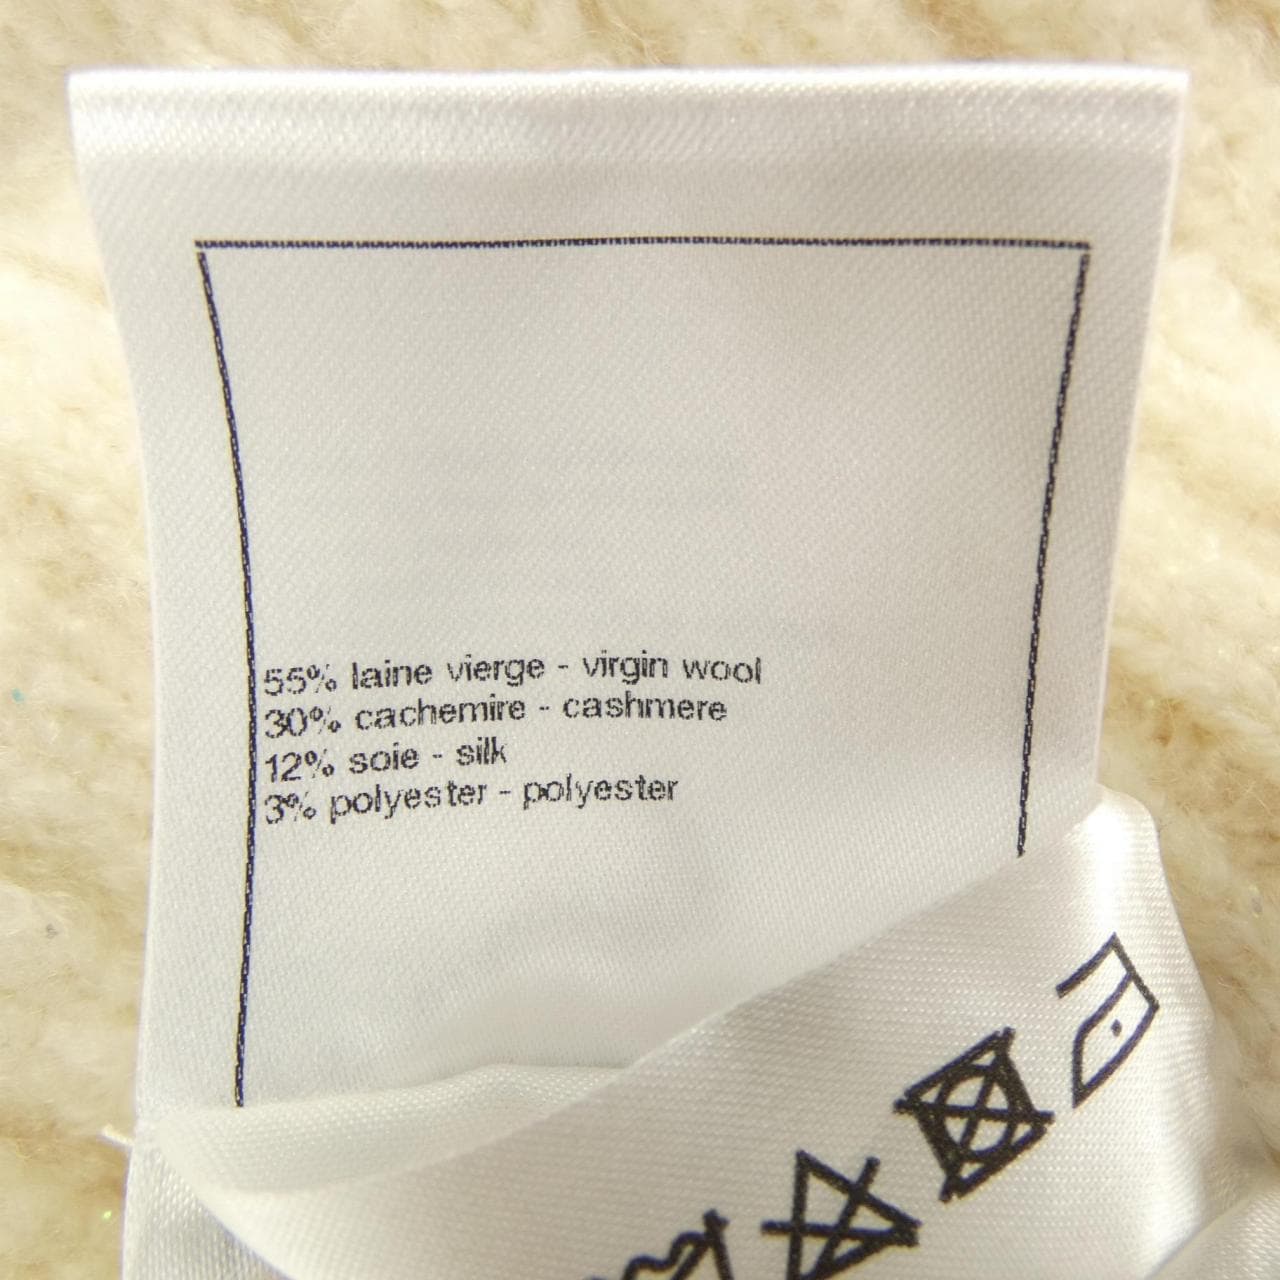 55% laine vierge - virgin wool
30% cachemire - cashmere
12% soie - silk
3% polyester - polyester